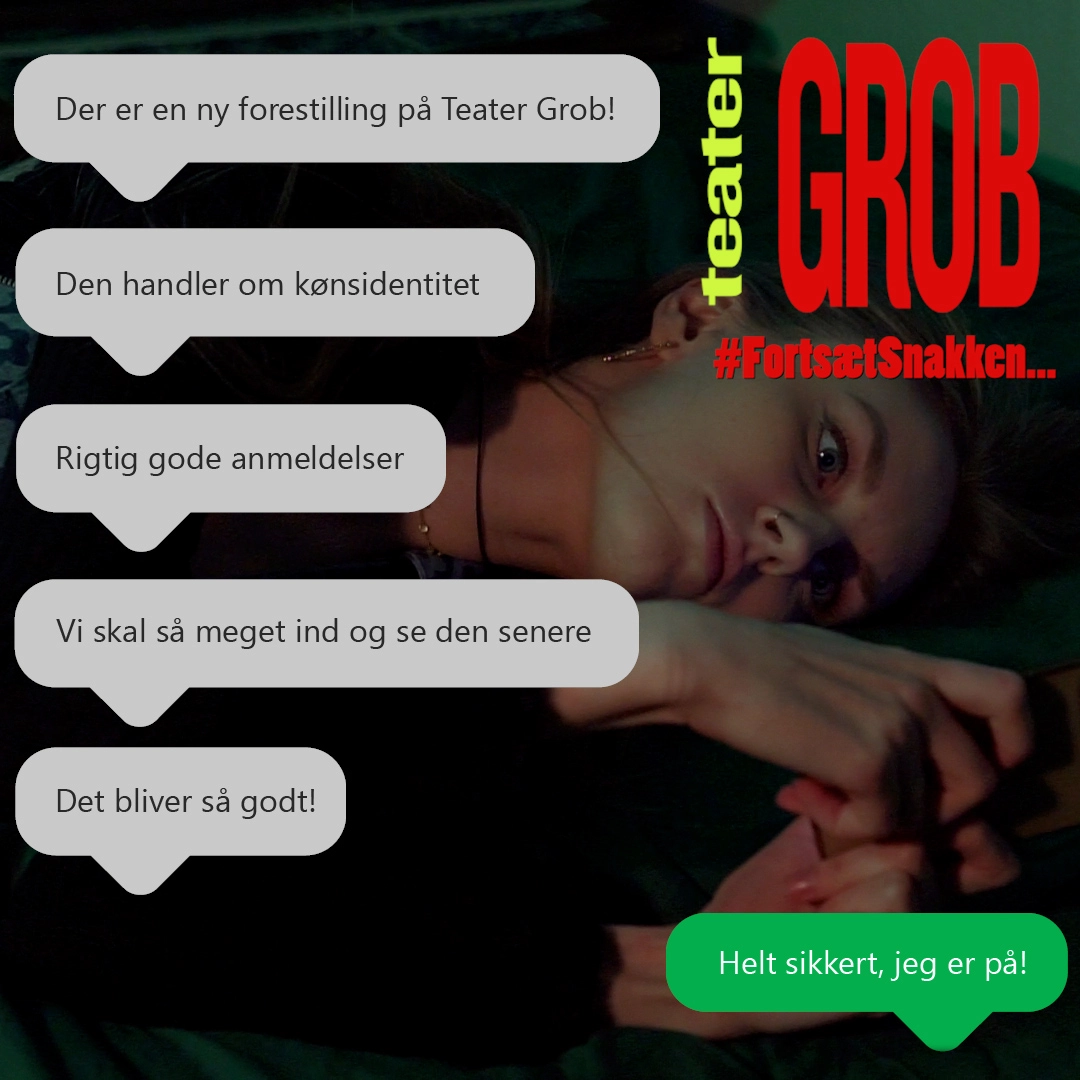 Der er en ny forestilling på Teater Grob!
teater
GROB
#FortsætSnakken...
Den handler om kønsidentitet
Rigtig gode anmeldelser
Vi skal så meget ind og se den senere
Det bliver så godt!
Helt sikkert, jeg er på!